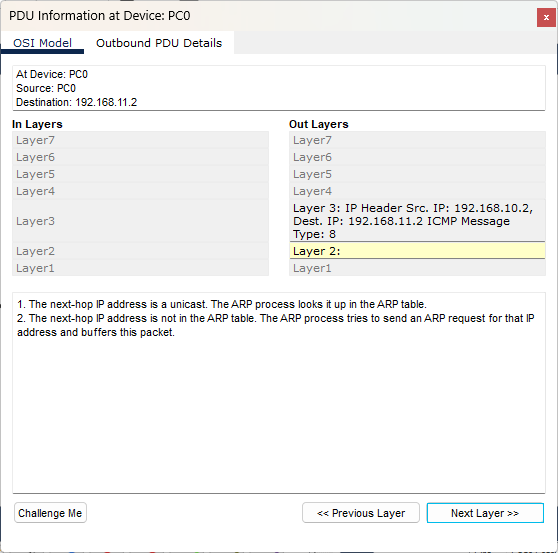 PDU Information at Device: PC0
x
OSI Model
Outbound PDU Details
At Device: PC0
Source: PC0
Destination: 192.168.11.2
In Layers
Layer7
Layer6
Layer5
Layer4
Layer3
Layer2
Layer1
Out Layers
Layer7
Layer6
Layer5
Layer4
Layer 3: IP Header Src. IP: 192.168.10.2,
Dest. IP: 192.168.11.2 ICMP Message
Type: 8
Layer 2:
Layer1
1. The next-hop IP address is a unicast. The ARP process looks it up in the ARP table.
2. The next-hop IP address is not in the ARP table. The ARP process tries to send an ARP request for that IP
address and buffers this packet.
Challenge Me
<< Previous Layer
Next Layer >>